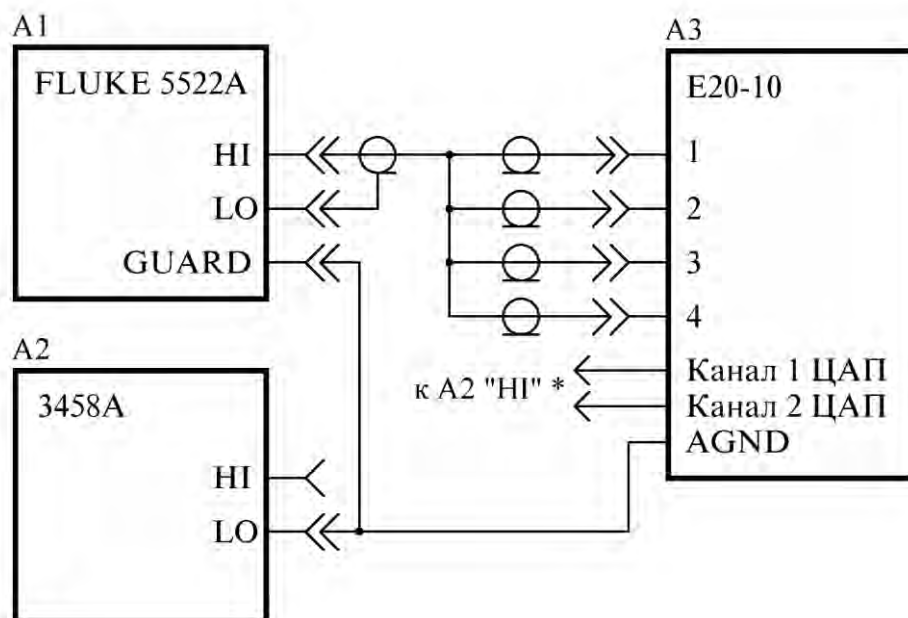 A1
FLUKE 5522A
HI
LO
GUARD
A2
3458A
HI
LO
A3
E20-10
1
2
3
4
Канал 1 ЦАП
Канал 2 ЦАП
AGND
к A2 "HI" *